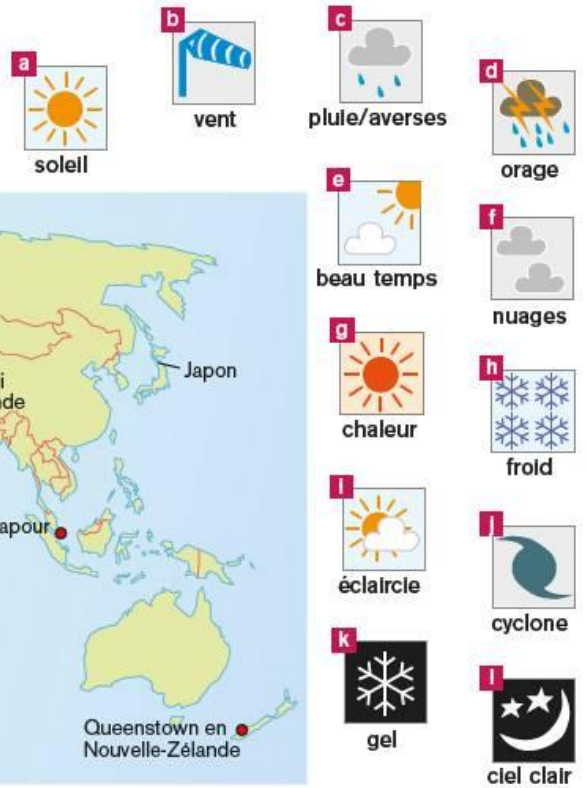 a
soleil
b
vent
c
pluie/averses
d
orage
e
beau temps
f
nuages
g
chaleur
h
froid
I
éclaircie
j
cyclone
k
gel
l
ciel clair
Japon
Queenstown en
Nouvelle-Zélande